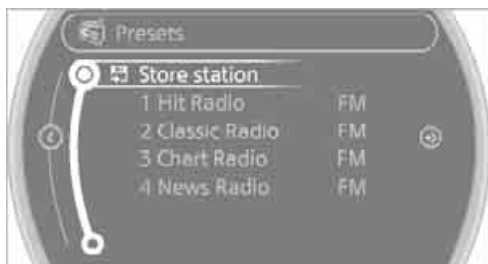 Presets
Store station
1 Hit Radio FM
2 Classic Radio FM
3 Chart Radio FM
4 News Radio FM